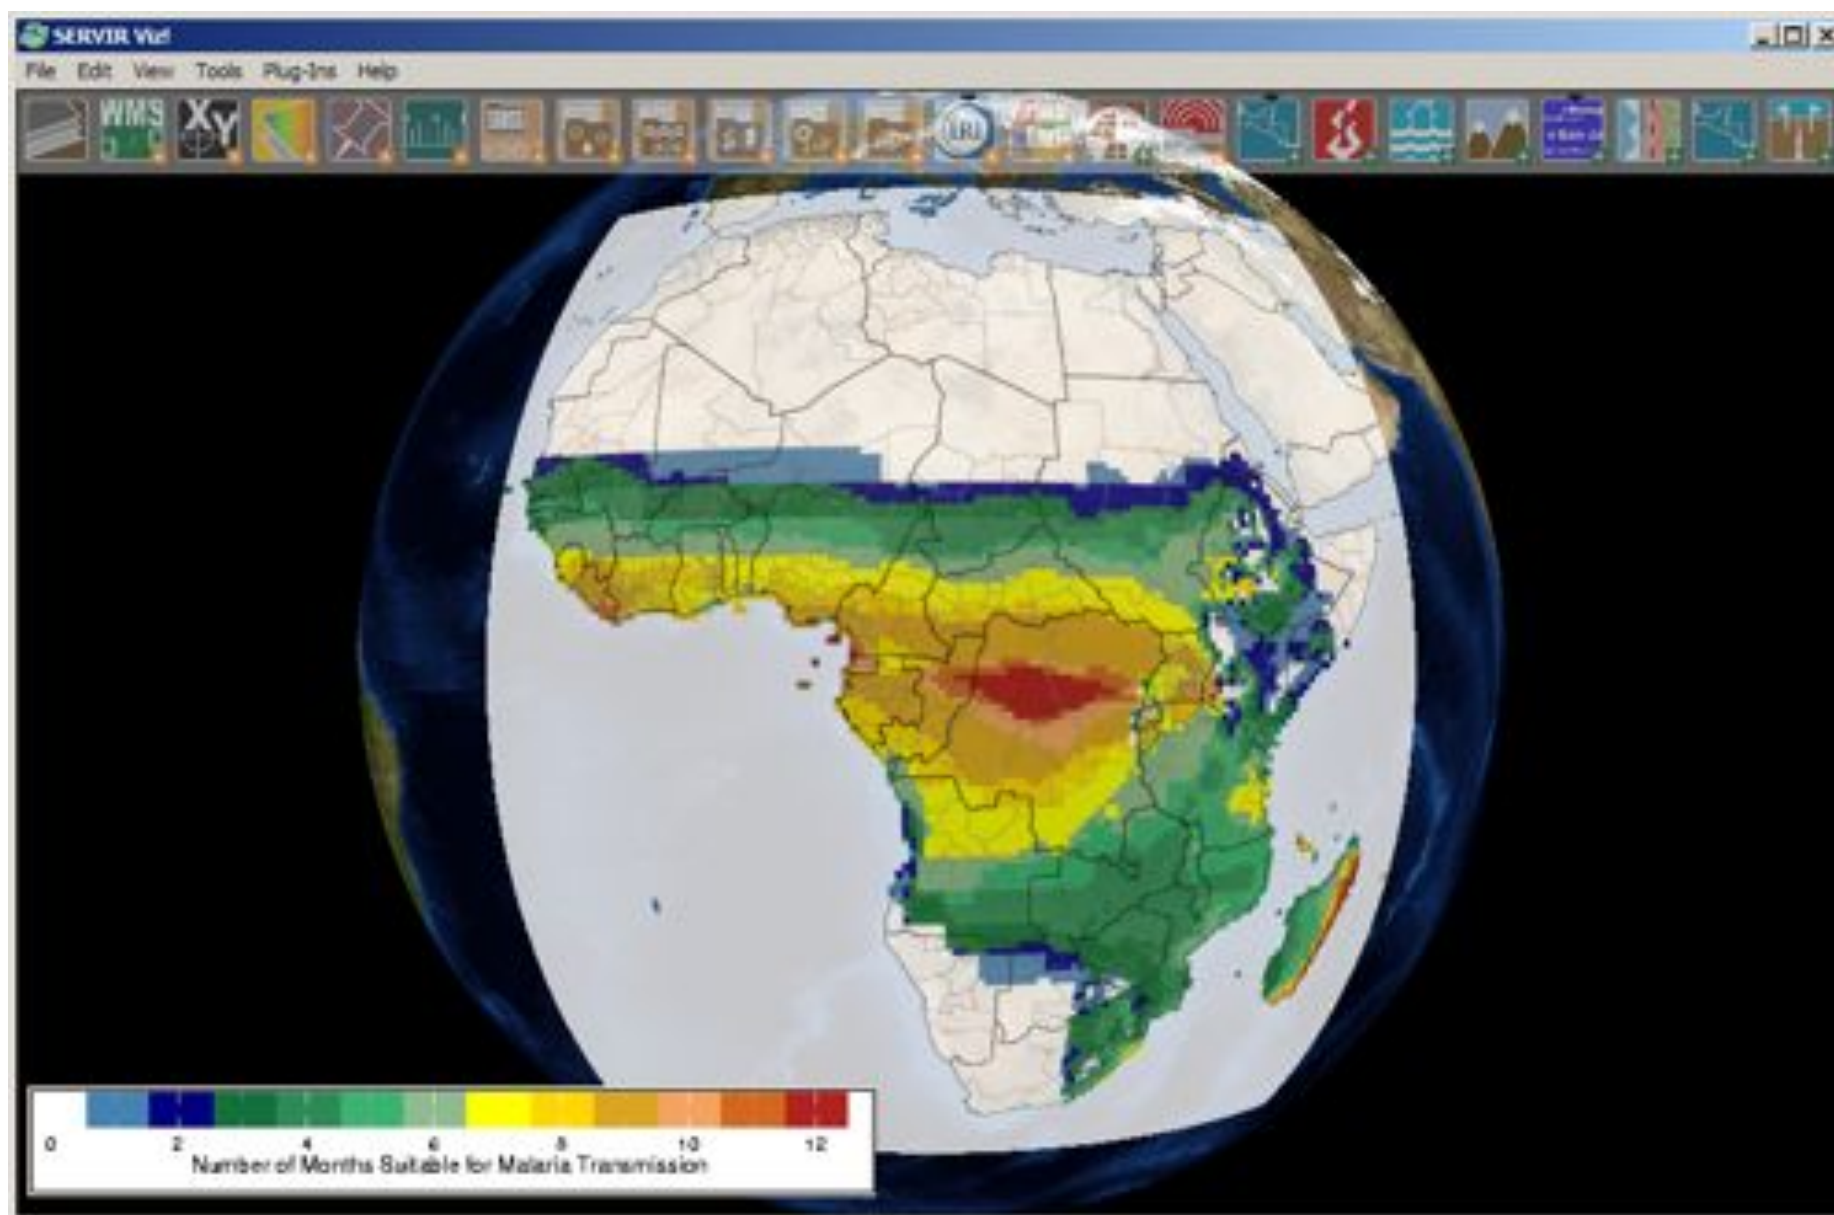 SERVIR Viz!
File Edit View Tools Plug-Ins Help
WMS
XY
IRI
0 2 4 6 8 10 12
Number of Months Suitable for Malaria Transmission